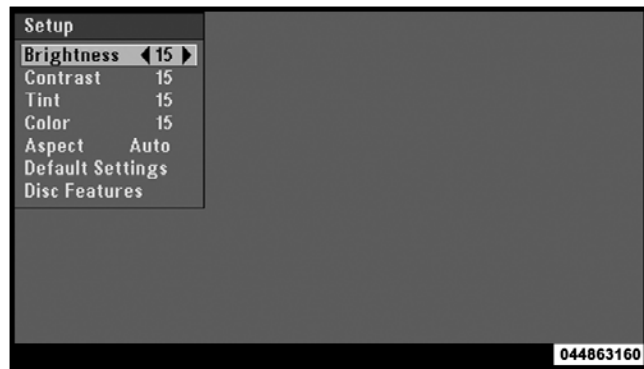 Setup
Brightness ◀ 15 ▶
Contrast 15
Tint 15
Color 15
Aspect Auto
Default Settings
Disc Features
044863160